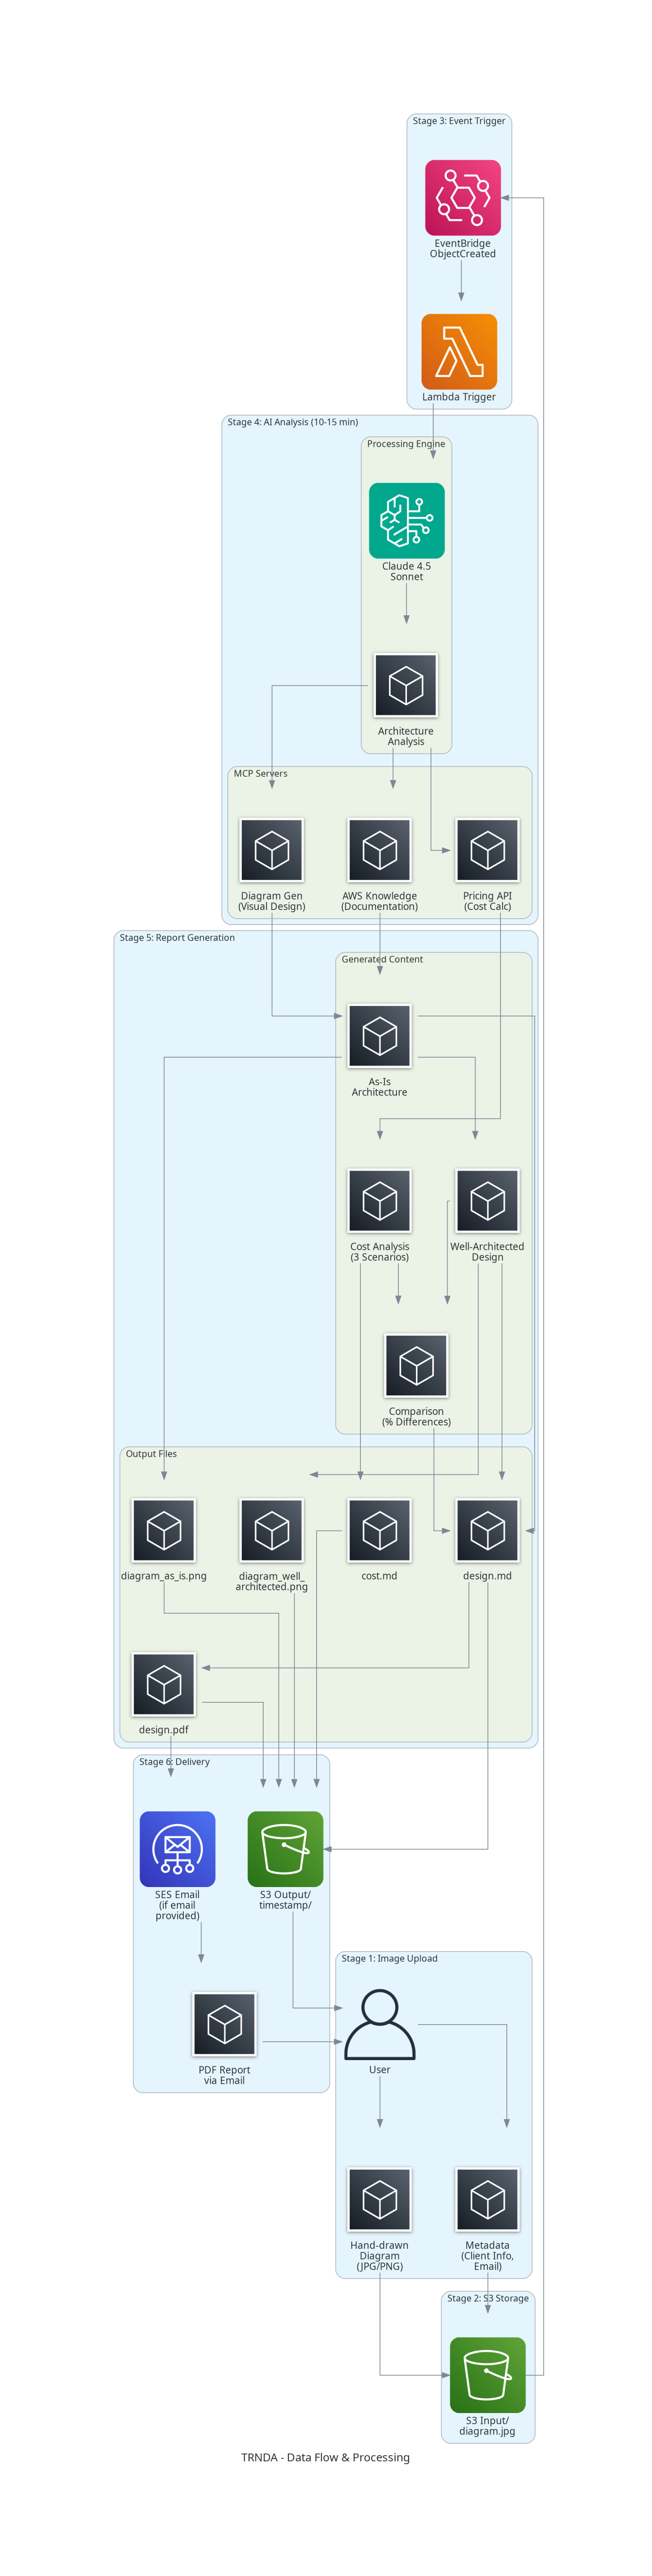 Stage 3: Event Trigger
EventBridge
ObjectCreated
Lambda Trigger
Stage 4: AI Analysis (10-15 min)
Processing Engine
Claude 4.5
Sonnet
Architecture
Analysis
MCP Servers
Diagram Gen
(Visual Design)
AWS Knowledge
(Documentation)
Pricing API
(Cost Calc)
Stage 5: Report Generation
Generated Content
As-Is
Architecture
Cost Analysis
(3 Scenarios)
Well-Architected
Design
Comparison
(% Differences)
Output Files
diagram_as_is.png
diagram_well_
architected.png
cost.md
design.md
design.pdf
Stage 6: Delivery
SES Email
(if email
provided)
S3 Output/
timestamp/
PDF Report
via Email
Stage 1: Image Upload
User
Hand-drawn
Diagram
(JPG/PNG)
Metadata
(Client Info,
Email)
Stage 2: S3 Storage
S3 Input/
diagram.jpg
TRNDA - Data Flow & Processing